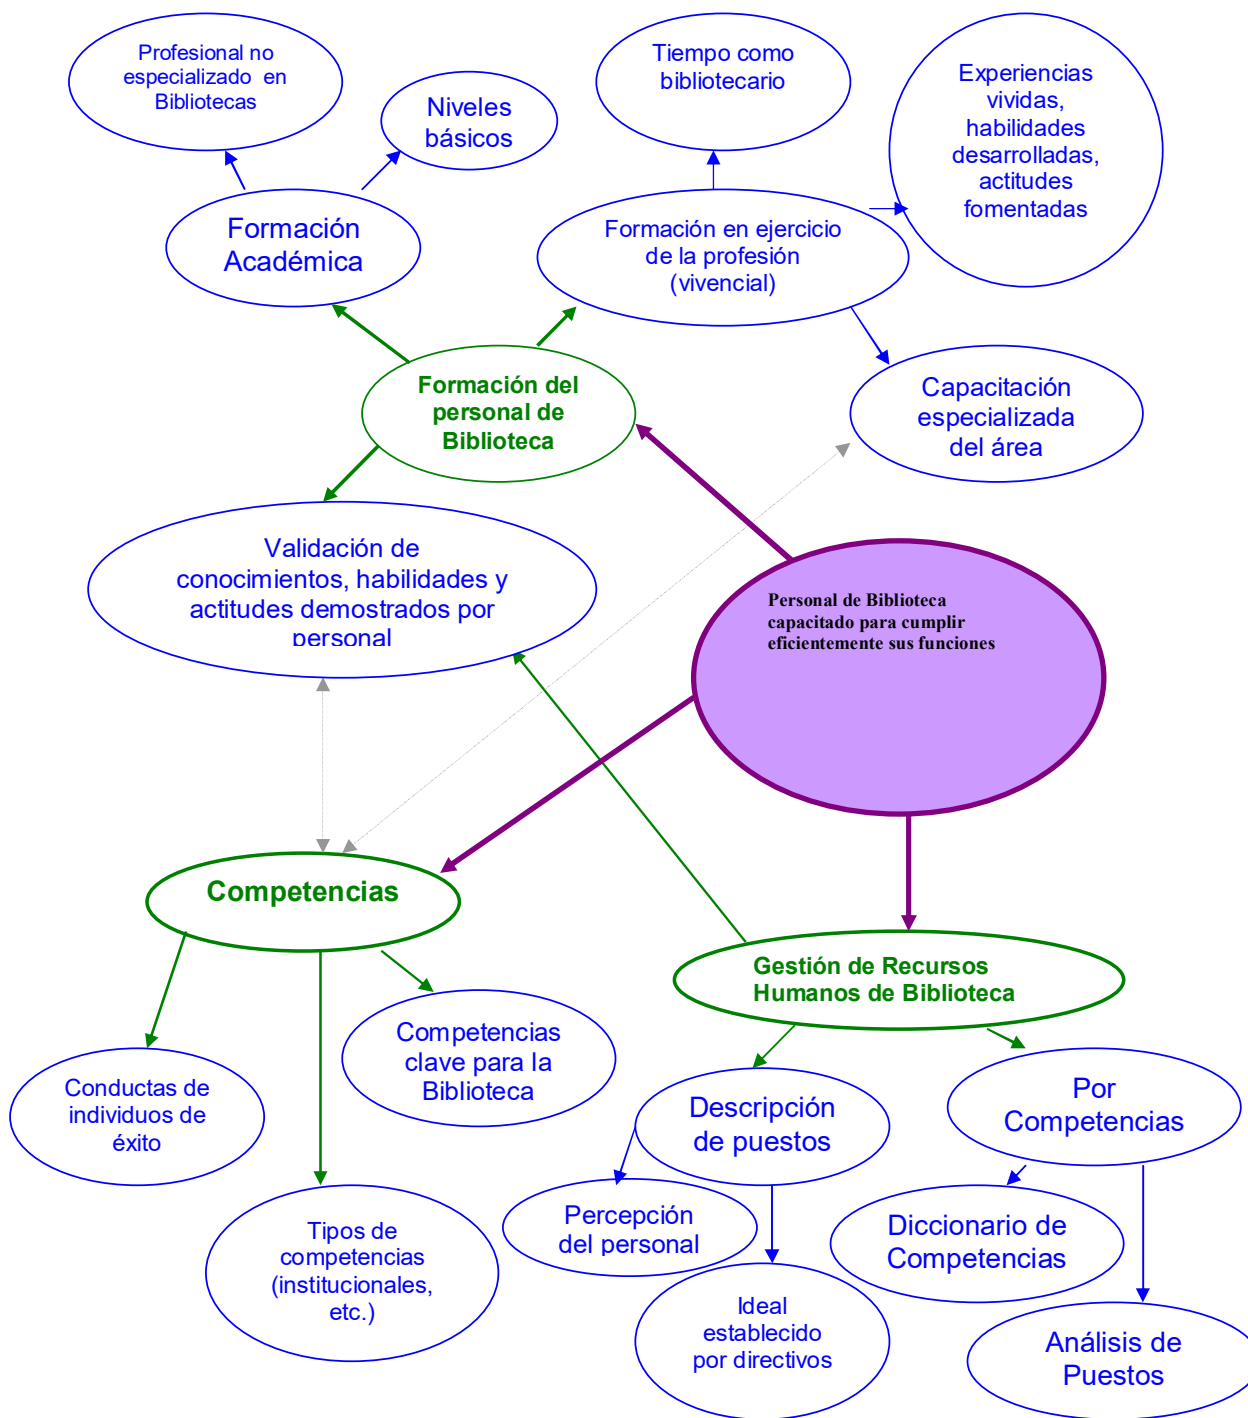 Profesional no
especializado en
Bibliotecas
Niveles
básicos
Tiempo como
bibliotecario
Experiencias
vividas,
habilidades
desarrolladas,
actitudes
fomentadas
Formación
Académica
Formación en ejercicio
de la profesión
(vivencial)
Formación del
personal de
Biblioteca
Capacitación
especializada
del área
Validación de
conocimientos, habilidades y
actitudes demostrados por
personal
Personal de Biblioteca
capacitado para cumplir
eficientemente sus funciones
Competencias
Gestión de Recursos
Humanos de Biblioteca
Competencias
clave para la
Biblioteca
Conductas de
individuos de
éxito
Tipos de
competencias
(institucionales,
etc.)
Descripción
de puestos
Por
Competencias
Percepción
del personal
Diccionario de
Competencias
Ideal
establecido
por directivos
Análisis de
Puestos